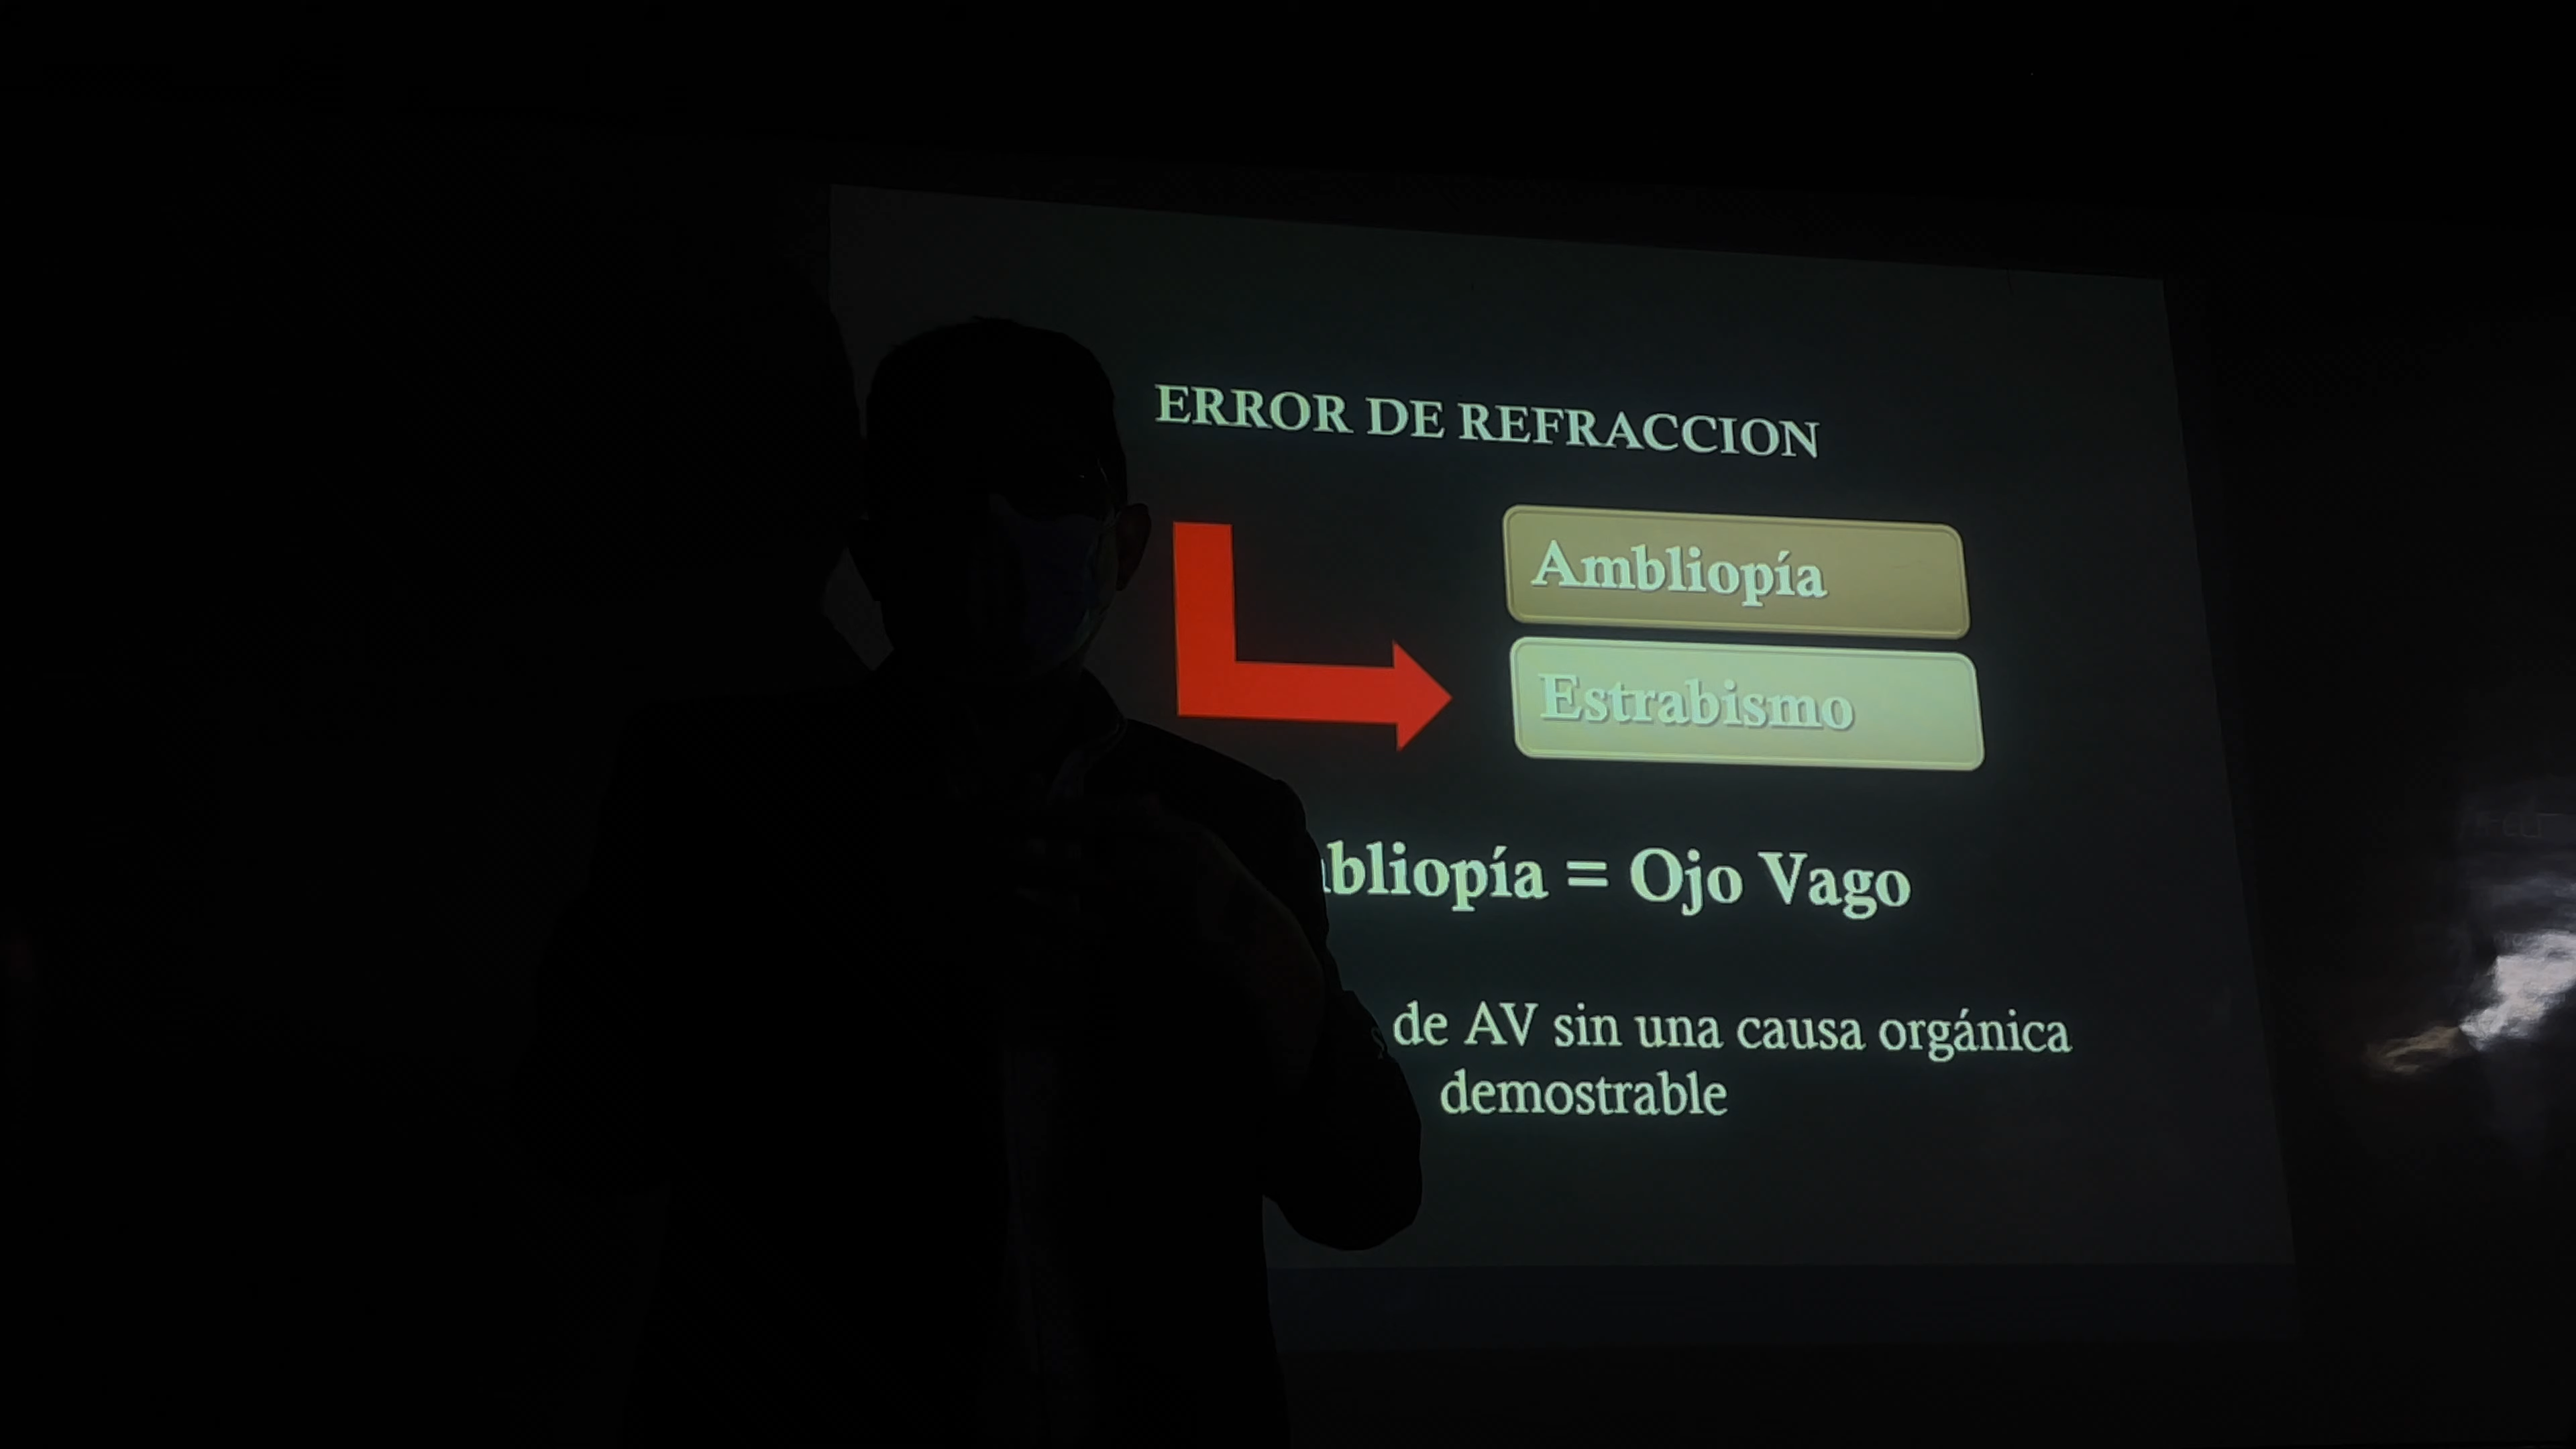 ERROR DE REFRACCION
Ambliopía
Estrabismo
bliopía = Ojo Vago
de AV sin una causa orgánica
demostrable